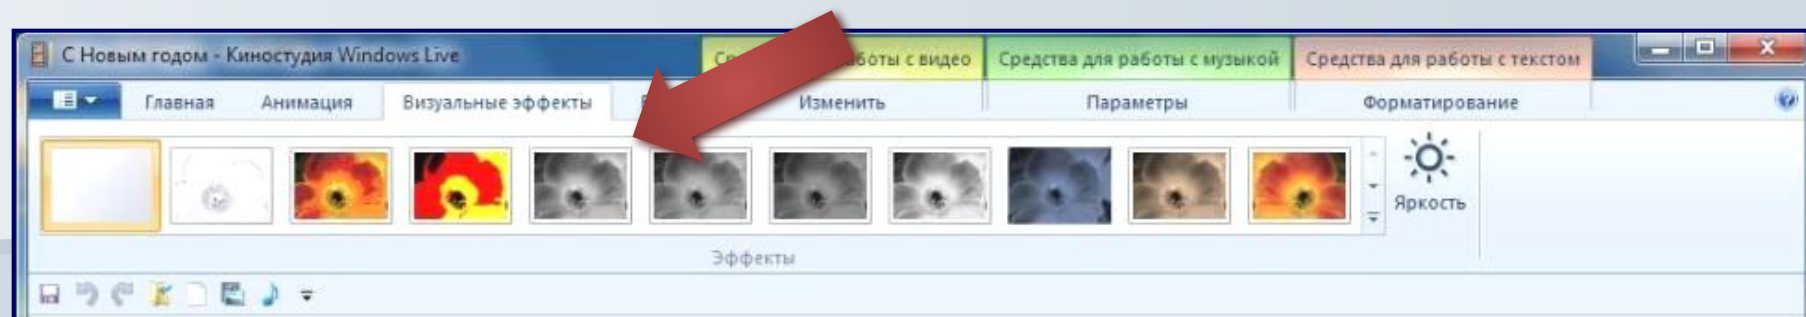 С Новым годом - Киностудия Windows Live
боты с видео
Средства для работы с музыкой
Средства для работы с текстом
Главная
Анимация
Визуальные эффекты
Изменить
Параметры
Форматирование
Яркость
Эффекты